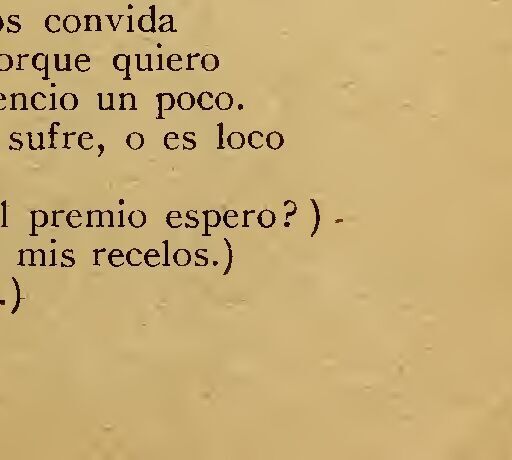 os convida
orque quiero
encio un poco.
sufre, o es loco
l premio espero?)
mis recelos.)
.)